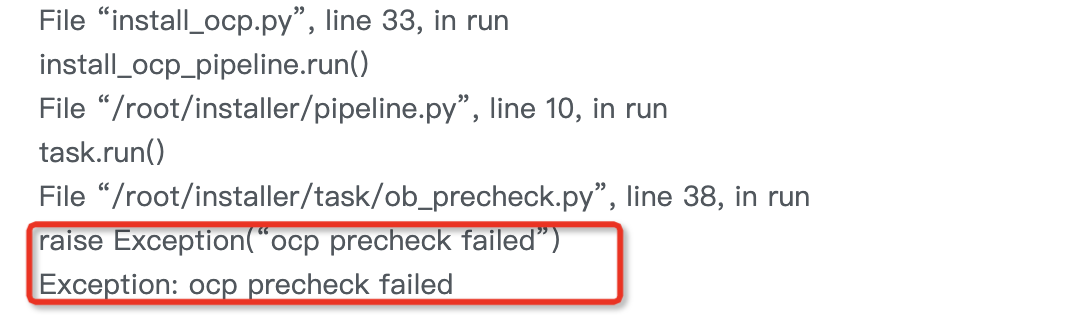 File “install_ocp.py”, line 33, in run
install_ocp_pipeline.run()
File “/root/installer/pipeline.py”, line 10, in run
task.run()
File “/root/installer/task/ob_precheck.py”, line 38, in run
raise Exception(“ocp precheck failed”)
Exception: ocp precheck failed